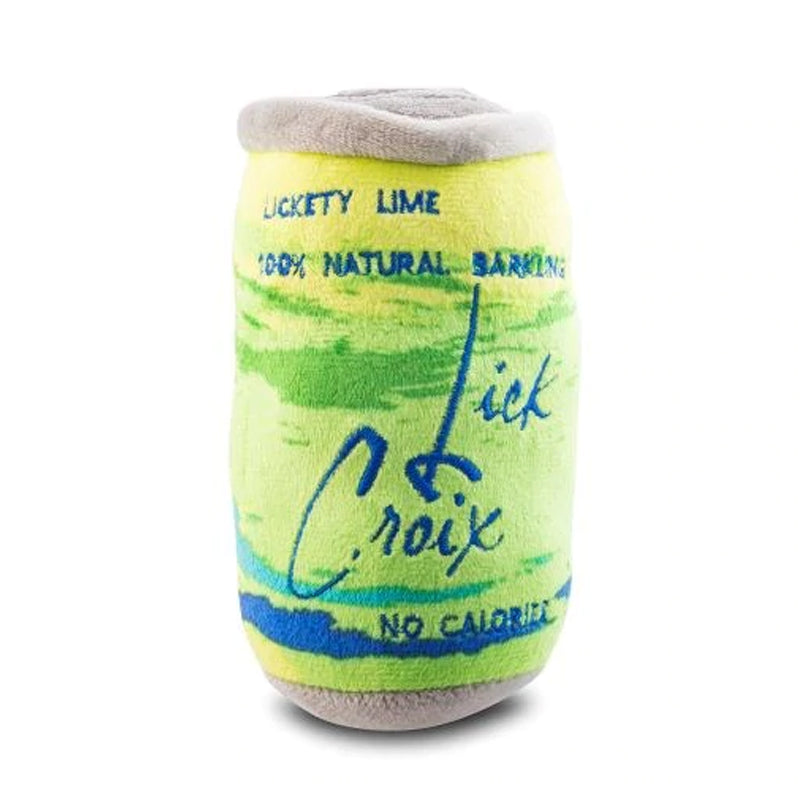 LICKETY LIME
100% NATURAL BARKING
Lick
Croix
NO CALORIES